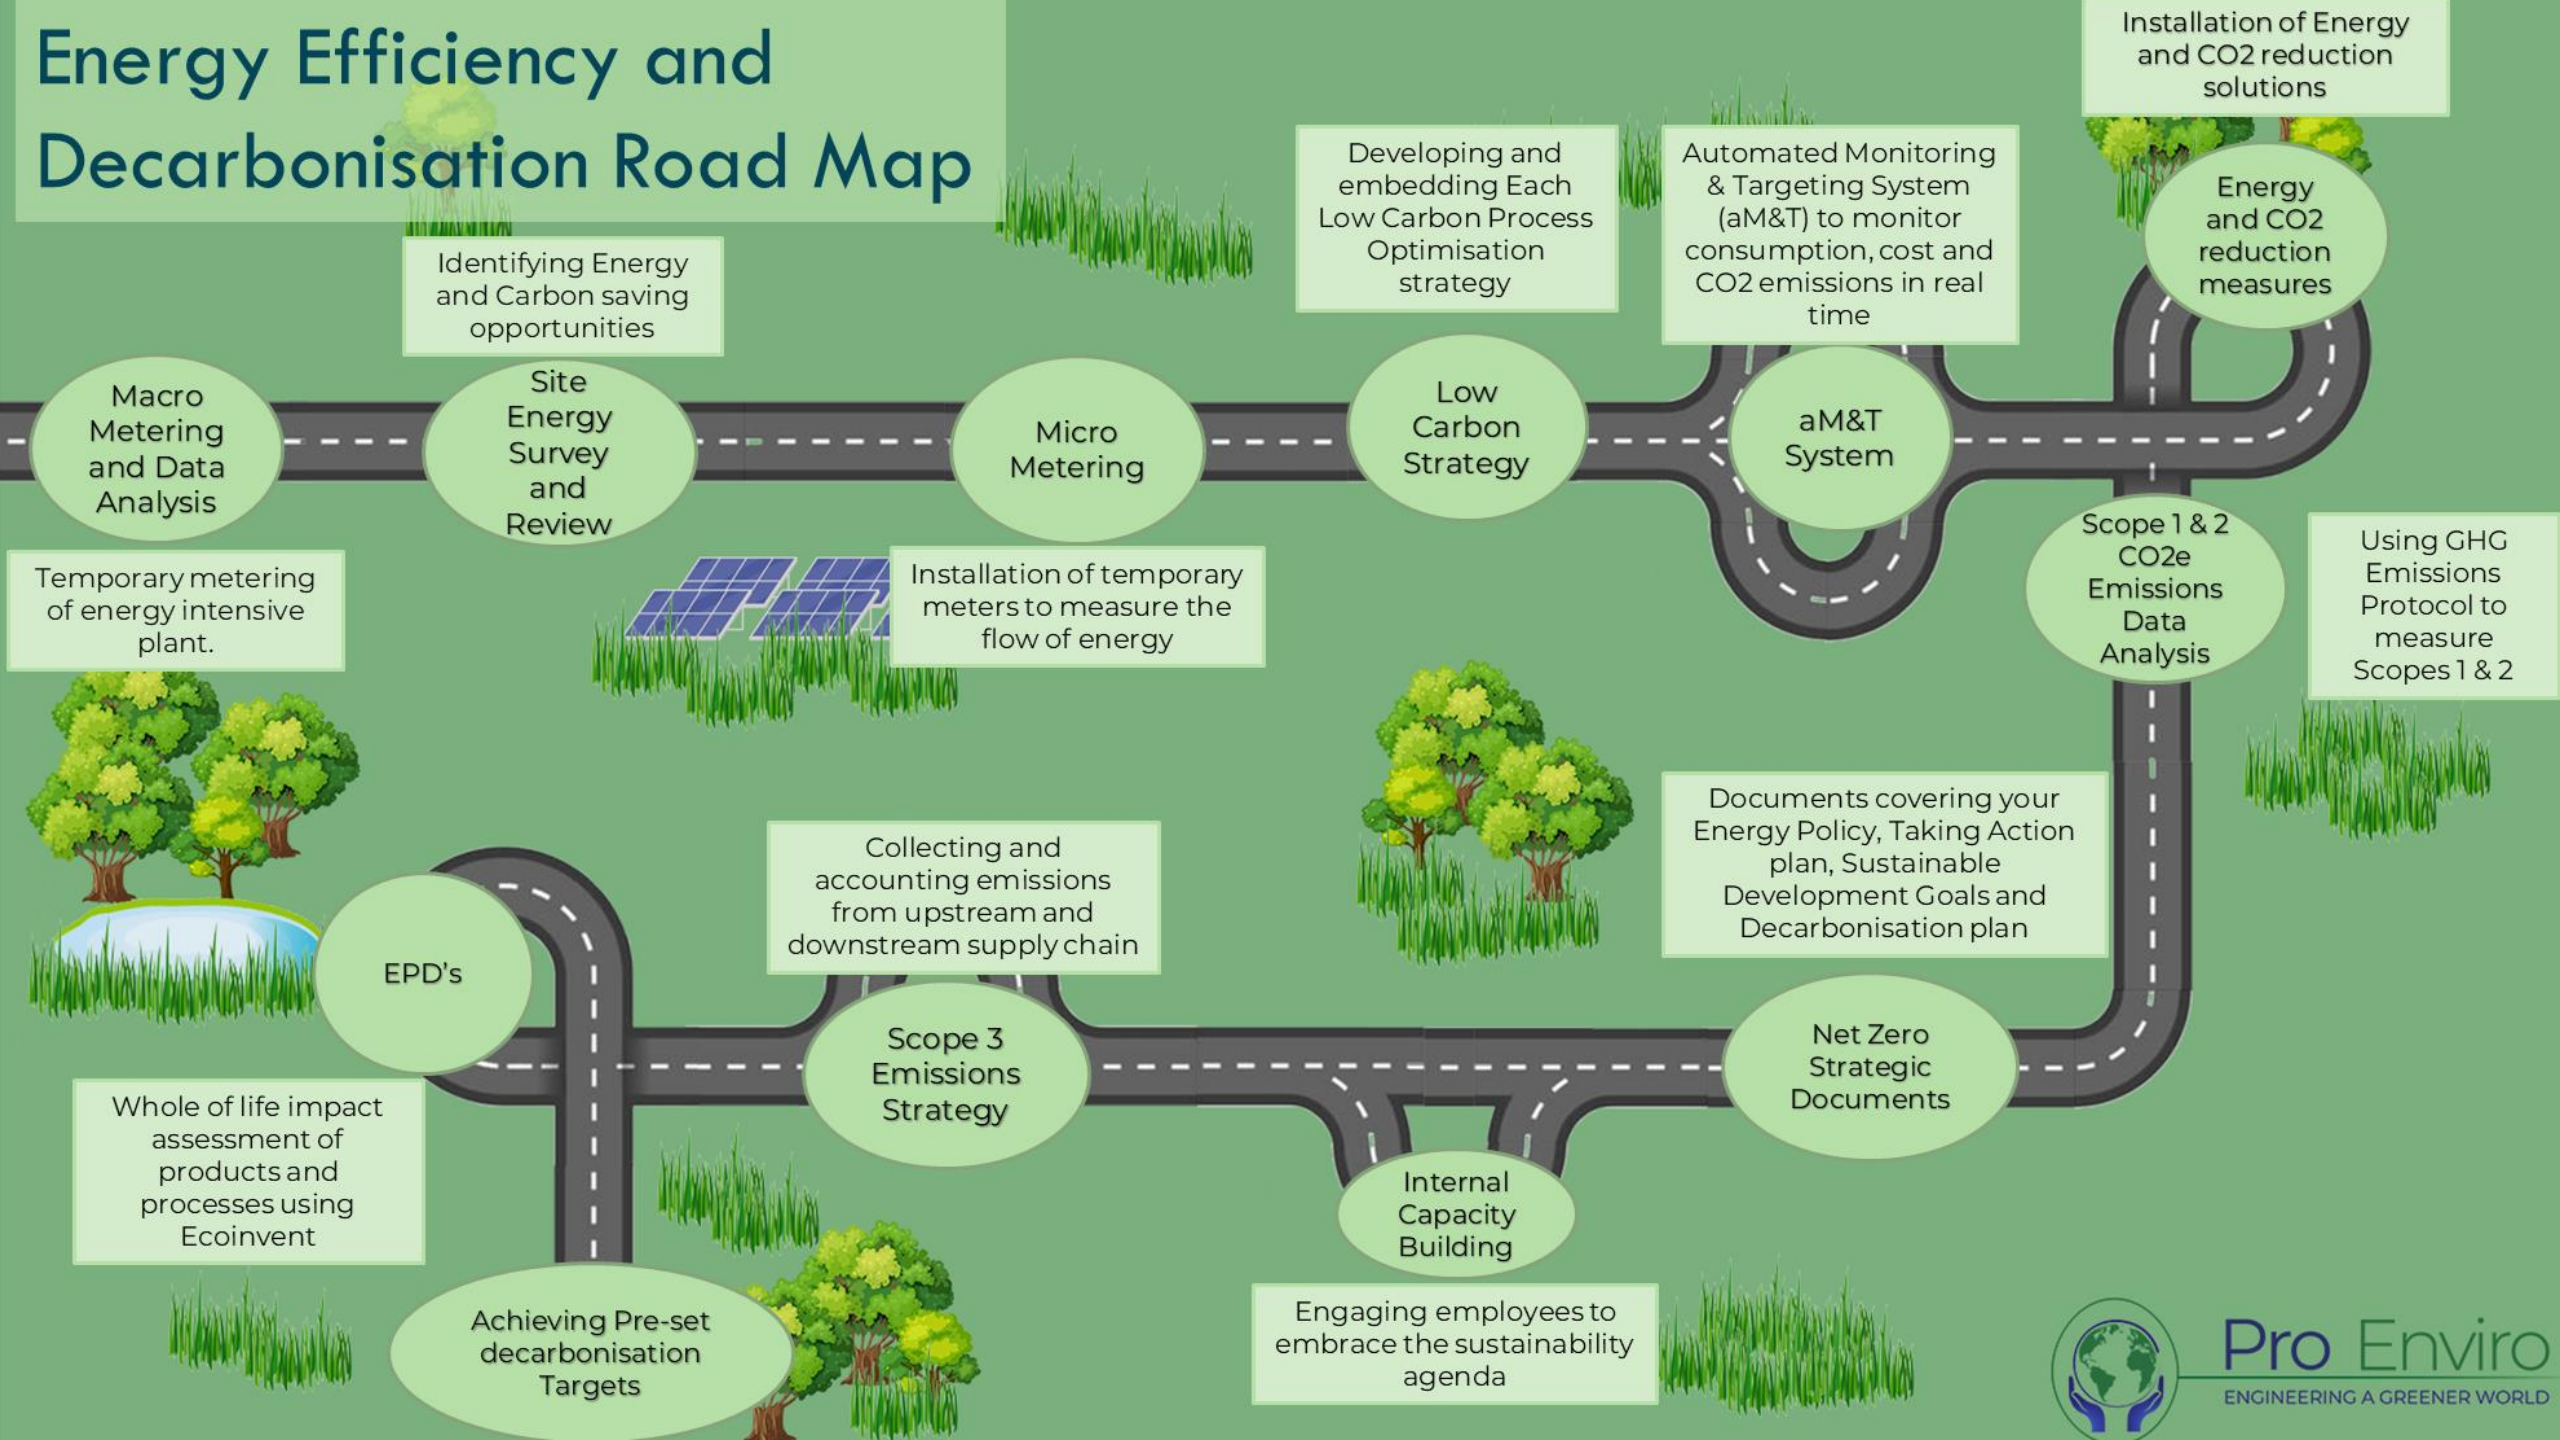 Energy Efficiency and
Decarbonisation Road Map
Macro
Metering
and Data
Analysis
Temporary metering
of energy intensive
plant.
Identifying Energy
and Carbon saving
opportunities
Site
Energy
Survey
and
Review
Micro
Metering
Installation of temporary
meters to measure the
flow of energy
Developing and
embedding Each
Low Carbon Process
Optimisation
strategy
Low
Carbon
Strategy
Automated Monitoring
& Targeting System
(aM&T) to monitor
consumption, cost and
CO2 emissions in real
time
aM&T
System
Installation of Energy
and CO2 reduction
solutions
Energy
and CO2
reduction
measures
Scope 1 & 2
CO2e
Emissions
Data
Analysis
Using GHG
Emissions
Protocol to
measure
Scopes 1 & 2
Documents covering your
Energy Policy, Taking Action
plan, Sustainable
Development Goals and
Decarbonisation plan
Net Zero
Strategic
Documents
Internal
Capacity
Building
Engaging employees to
embrace the sustainability
agenda
Collecting and
accounting emissions
from upstream and
downstream supply chain
Scope 3
Emissions
Strategy
EPD's
Whole of life impact
assessment of
products and
processes using
Ecoinvent
Achieving Pre-set
decarbonisation
Targets
Pro Enviro
ENGINEERING A GREENER WORLD